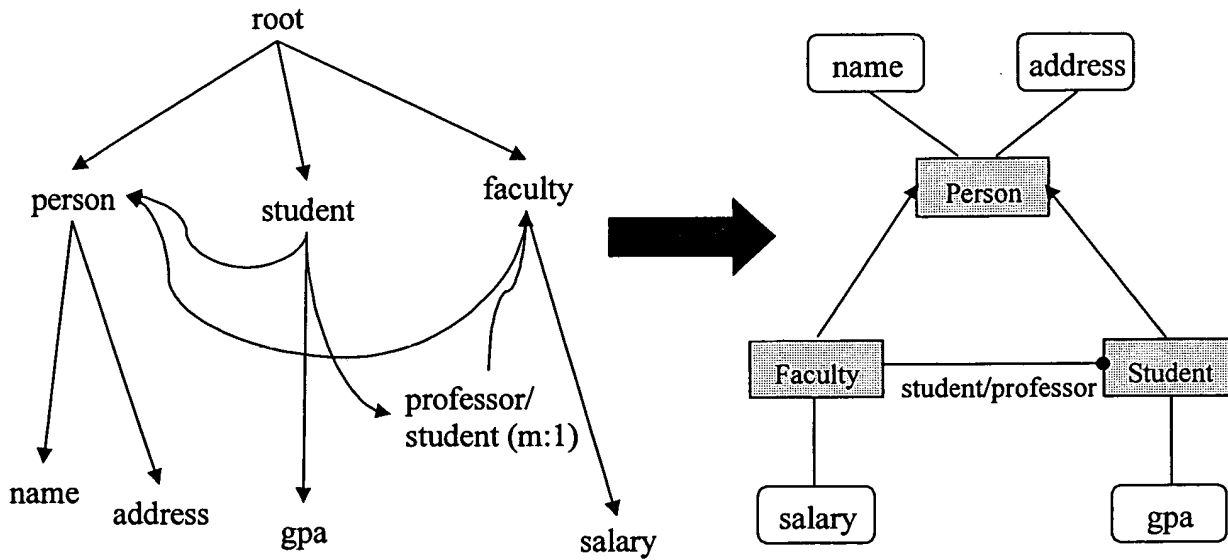 root
person
student
faculty
professor/
student (m:1)
name
address
gpa
salary
name
address
Person
Faculty
student/professor
Student
salary
gpa